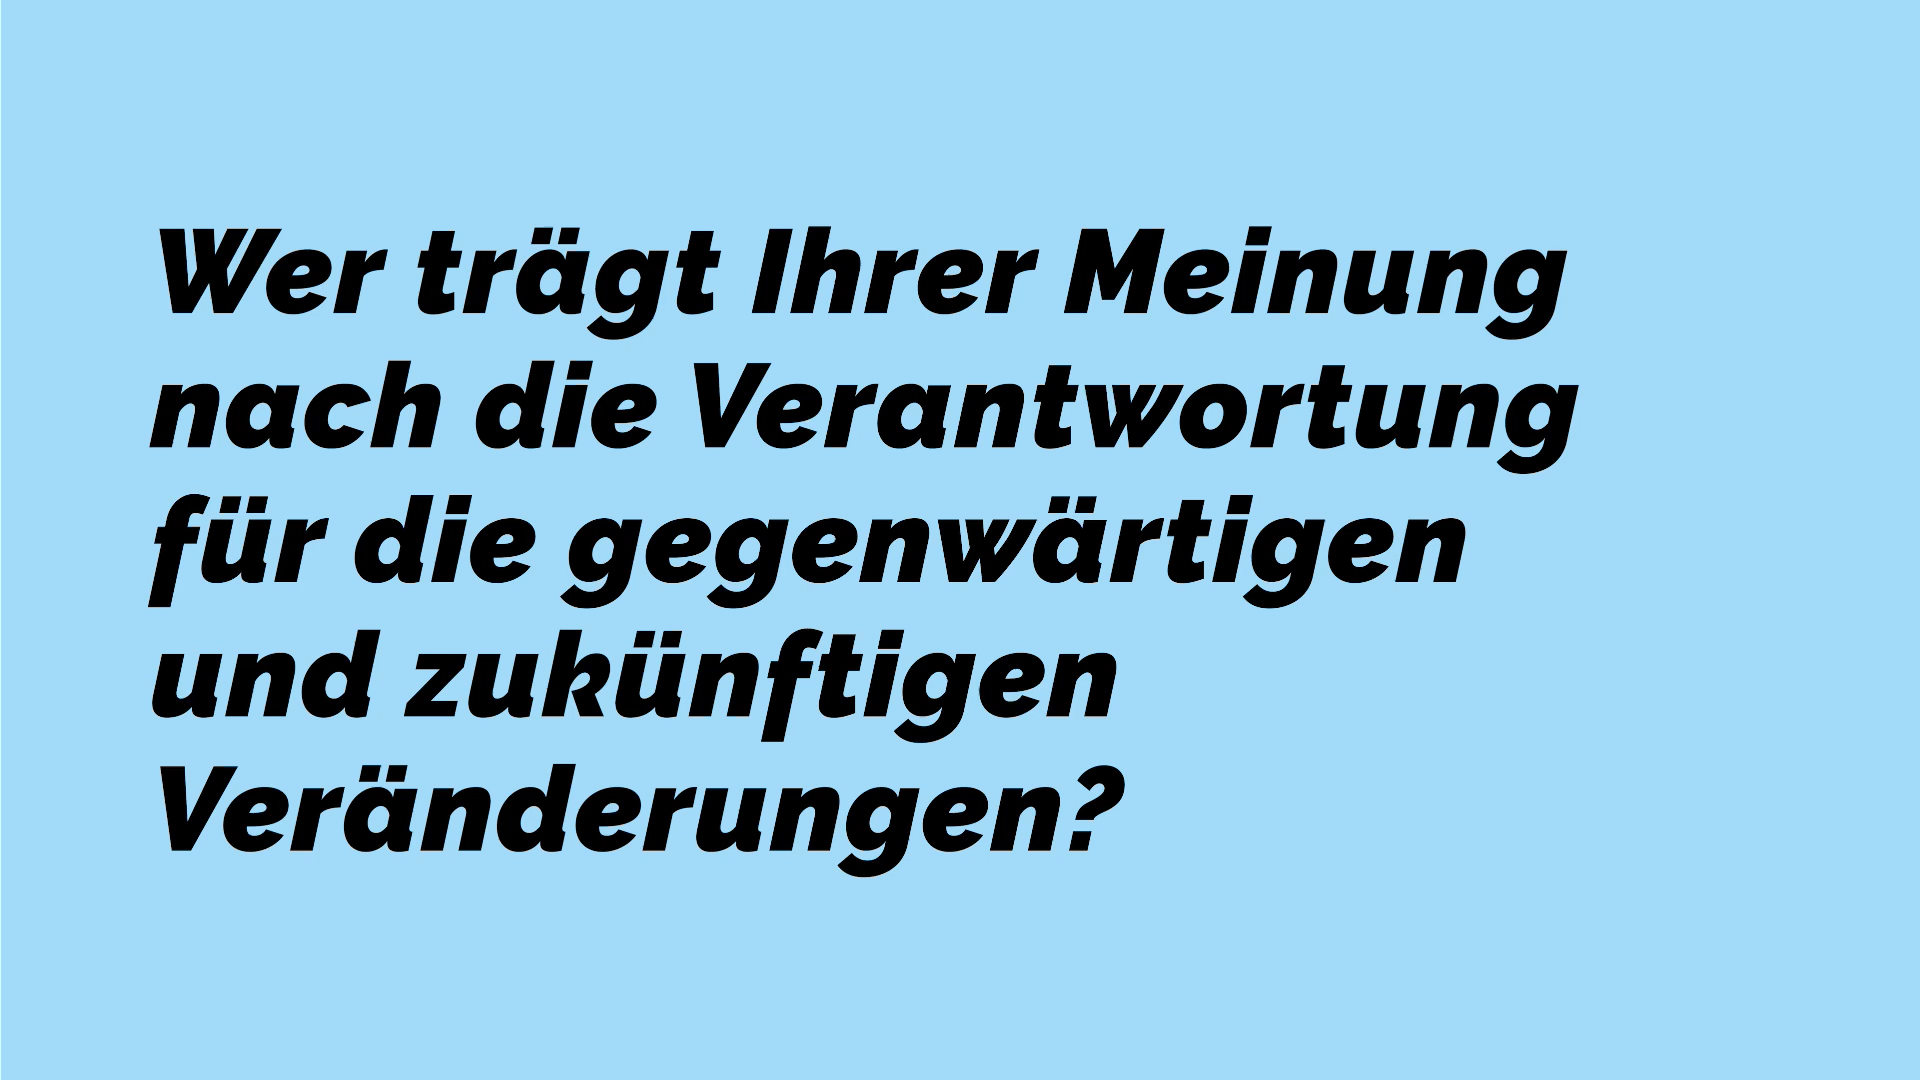 Wer trägt Ihrer Meinung
nach die Verantwortung
für die gegenwärtigen
und zukünftigen
Veränderungen?